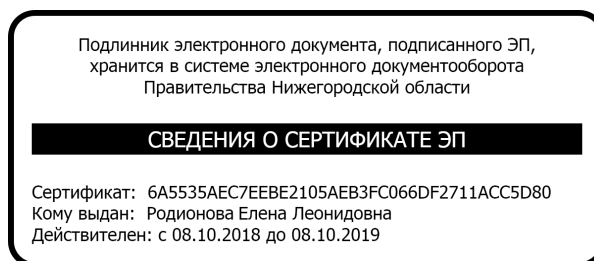 Подлинник электронного документа, подписанного ЭП,
хранится в системе электронного документооборота
Правительства Нижегородской области
СВЕДЕНИЯ О СЕРТИФИКАТЕ ЭП
Сертификат: 6A5535AEC7EEBE2105AEB3FC066DF2711ACC5D80
Кому выдан: Родионова Елена Леонидовна
Действителен: с 08.10.2018 до 08.10.2019